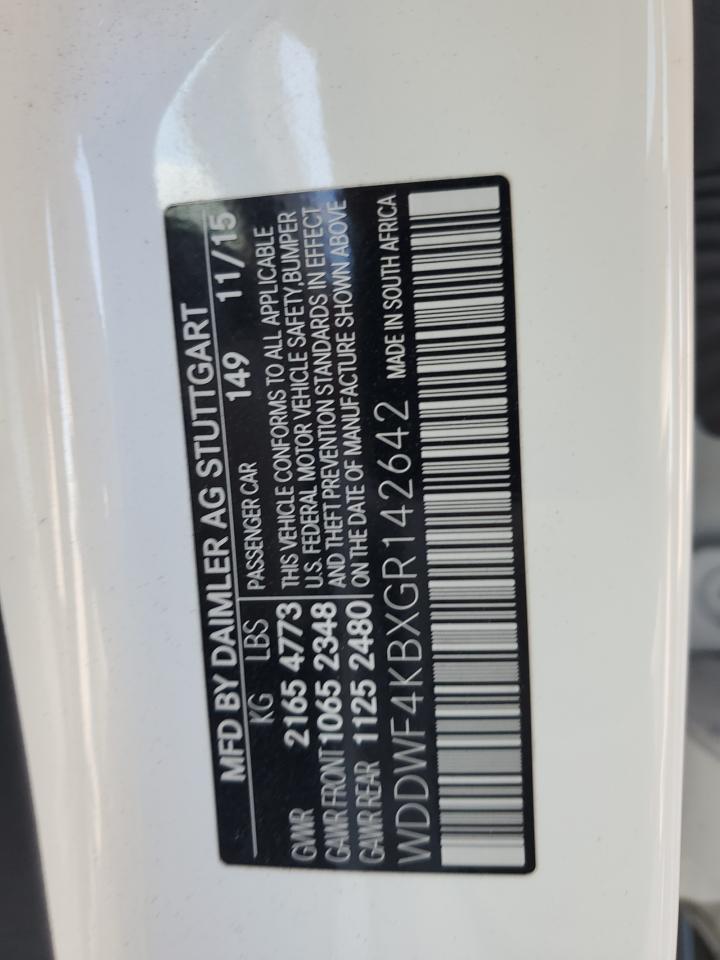 MFD BY DAIMLER AG STUTTGART
KG LBS PASSENGER CAR 149 11/15
GVWR 2165 4773 THIS VEHICLE CONFORMS TO ALL APPLICABLE
U.S. FEDERAL MOTOR VEHICLE SAFETY,BUMPER
GAWR FRONT 1065 2348 AND THEFT PREVENTION STANDARDS IN EFFECT
GAWR REAR 1125 2480 ON THE DATE OF MANUFACTURE SHOWN ABOVE
WDDWF4KBXGR142642 MADE IN SOUTH AFRICA